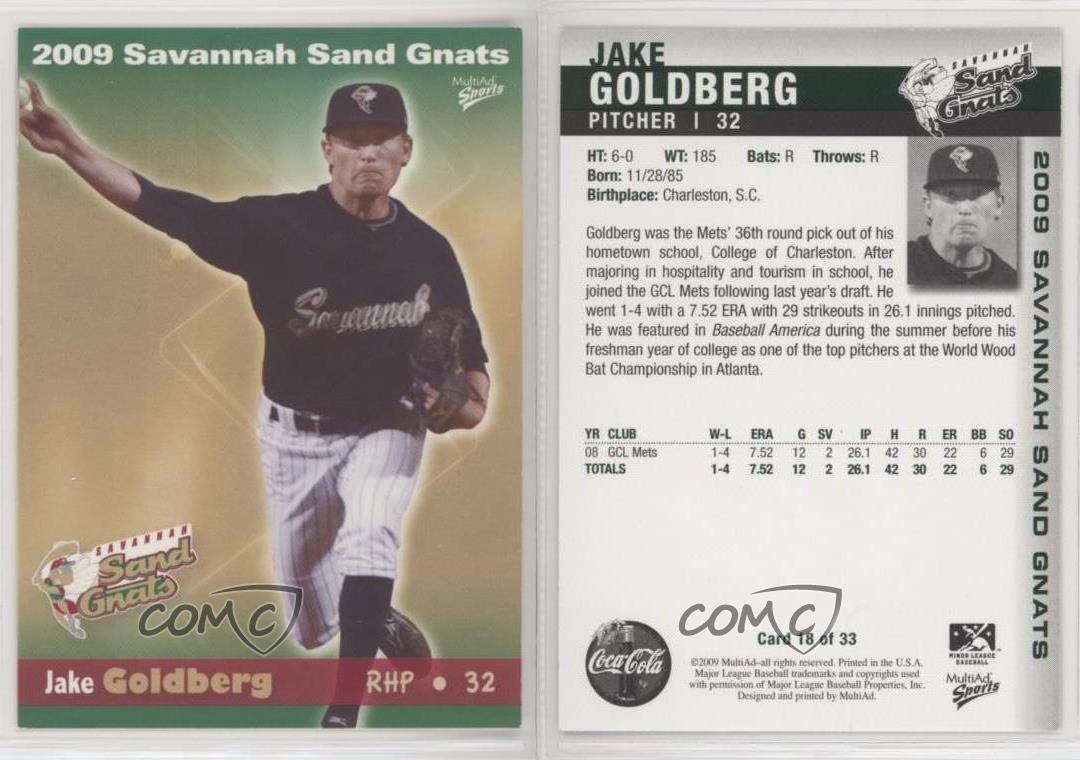 2009 Savannah Sand Gnats
MultiAd
Sports
Savannah
SAVANNAH
Sand
Gnats
COMC
Jake Goldberg RHP • 32
JAKE
GOLDBERG
PITCHER | 32
SAVANNAH
Sand
Gnats
HT: 6-0 WT: 185 Bats: R Throws: R
Born: 11/28/85
Birthplace: Charleston, S.C.
Goldberg was the Mets' 36th round pick out of his
hometown school, College of Charleston. After
majoring in hospitality and tourism in school, he
joined the GCL Mets following last year's draft. He
went 1-4 with a 7.52 ERA with 29 strikeouts in 26.1 innings pitched.
He was featured in Baseball America during the summer before his
freshman year of college as one of the top pitchers at the World Wood
Bat Championship in Atlanta.
YR CLUB W-L ERA G SV IP H R ER BB SO
08 GCL Mets 1-4 7.52 12 2 26.1 42 30 22 6 29
TOTALS 1-4 7.52 12 2 26.1 42 30 22 6 29
2009 SAVANNAH SAND GNATS
COMC
Card 18 of 33
Coca-Cola
©2009 MultiAd–all rights reserved. Printed in the U.S.A.
Major League Baseball trademarks and copyrights used
with permission of Major League Baseball Properties, Inc.
Designed and printed by MultiAd.
MINOR LEAGUE
BASEBALL
MultiAd
Sports